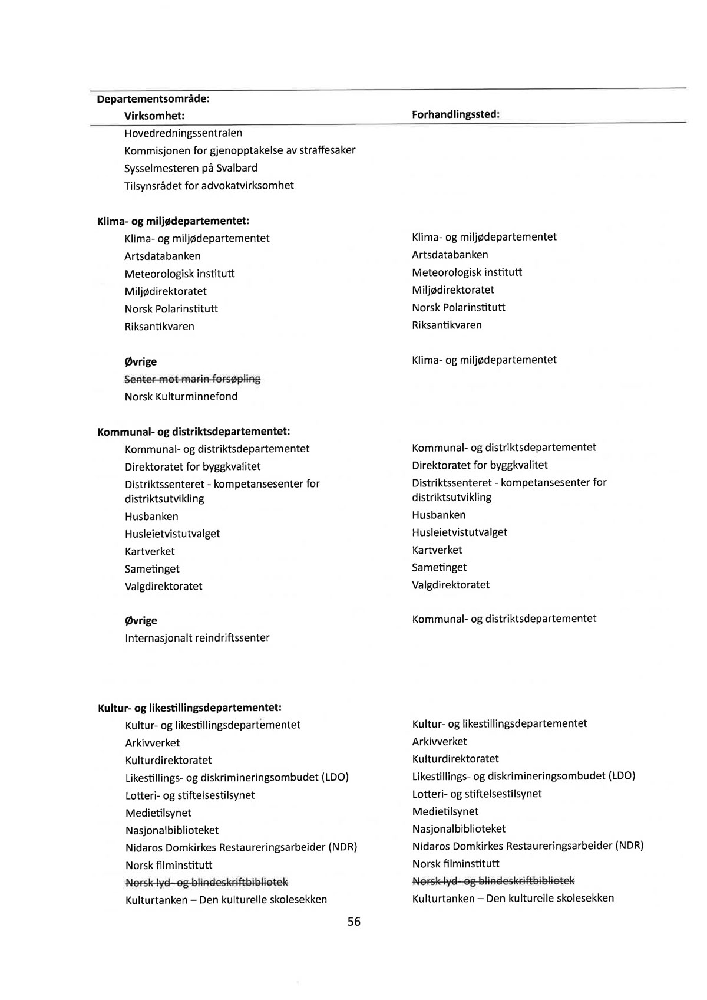 Departementsområde:
Virksomhet: Forhandlingssted:
Hovedredningssentralen
Kommisjonen for gjenopptakelse av straffesaker
Sysselmesteren på Svalbard
Tilsynsrådet for advokatvirksomhet
Klima- og miljødepartementet:
Klima- og miljødepartementet Klima- og miljødepartementet
Artsdatabanken Artsdatabanken
Meteorologisk institutt Meteorologisk institutt
Miljødirektoratet Miljødirektoratet
Norsk Polarinstitutt Norsk Polarinstitutt
Riksantikvaren Riksantikvaren
Øvrige Klima- og miljødepartementet
Senter mot marin forsøpling
Norsk Kulturminnefond
Kommunal- og distriktsdepartementet:
Kommunal- og distriktsdepartementet Kommunal- og distriktsdepartementet
Direktoratet for byggkvalitet Direktoratet for byggkvalitet
Distriktssenteret - kompetansesenter for Distriktssenteret - kompetansesenter for
distriktsutvikling distriktsutvikling
Husbanken Husbanken
Husleietvistutvalget Husleietvistutvalget
Kartverket Kartverket
Sametinget Sametinget
Valgdirektoratet Valgdirektoratet
Øvrige Kommunal- og distriktsdepartementet
Internasjonalt reindriftssenter
Kultur- og likestillingsdepartementet:
Kultur- og likestillingsdepartementet Kultur- og likestillingsdepartementet
Arkivverket Arkivverket
Kulturdirektoratet Kulturdirektoratet
Likestillings- og diskrimineringsombudet (LDO) Likestillings- og diskrimineringsombudet (LDO)
Lotteri- og stiftelsestilsynet Lotteri- og stiftelsestilsynet
Medietilsynet Medietilsynet
Nasjonalbiblioteket Nasjonalbiblioteket
Nidaros Domkirkes Restaureringsarbeider (NDR) Nidaros Domkirkes Restaureringsarbeider (NDR)
Norsk filminstitutt Norsk filminstitutt
Norsk lyd- og blindeskriftbibliotek Norsk lyd- og blindeskriftbibliotek
Kulturtanken – Den kulturelle skolesekken Kulturtanken – Den kulturelle skolesekken
56